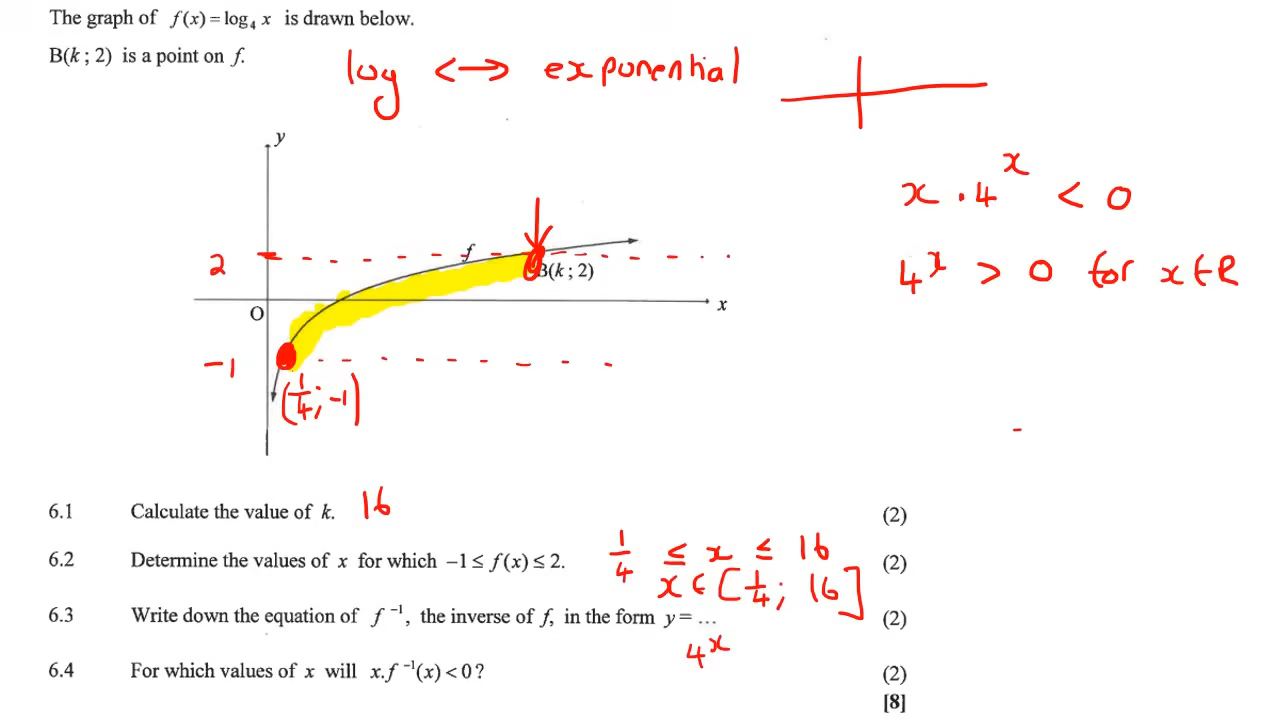 The graph of f(x) = log₄ x is drawn below.
B(k ; 2) is a point on f.
log <-> exponential
x . 4^x < 0
4^x > 0 for x ∈ R
y
2
f
B(k ; 2)
O
x
-1
(1/4 ; -1)
6.1 Calculate the value of k. 16 (2)
6.2 Determine the values of x for which −1 ≤ f(x) ≤ 2. 1/4 ≤ x ≤ 16 (2)
x ∈ [1/4 ; 16]
6.3 Write down the equation of f ⁻¹, the inverse of f, in the form y = ... (2)
4^x
6.4 For which values of x will x.f ⁻¹(x) < 0 ? (2)
[8]